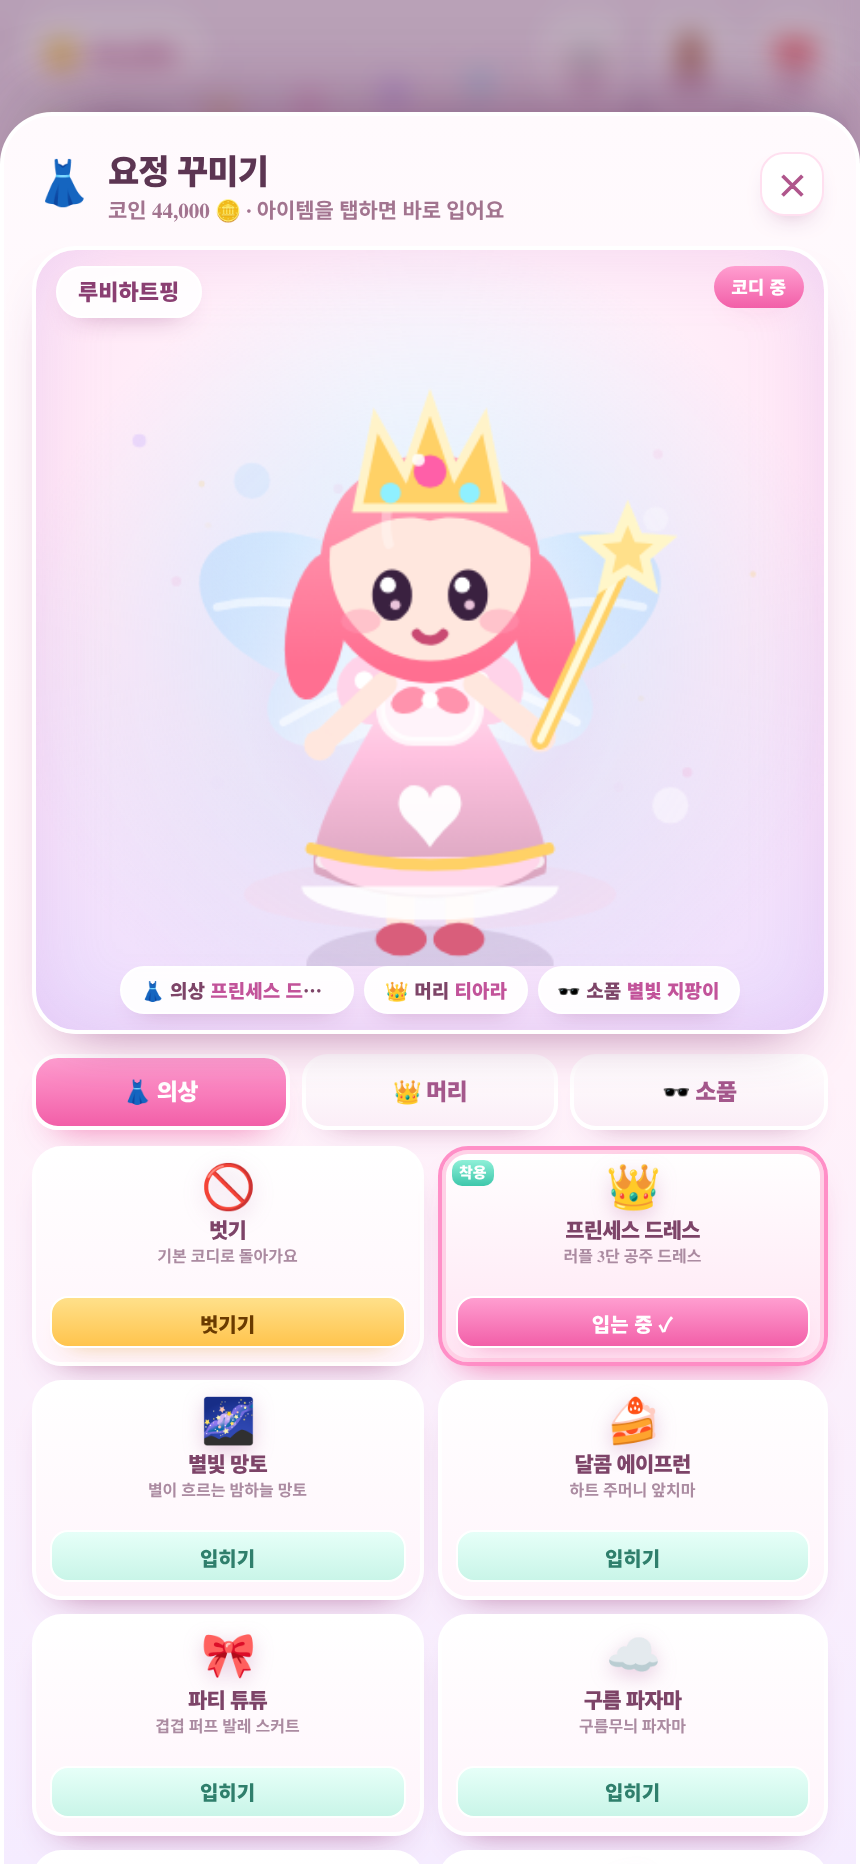 요정 꾸미기
코인 44,000 🪙 · 아이템을 탭하면 바로 입어요
루비하트핑
코디 중
의상 프린세스 드…
머리 티아라
소품 별빛 지팡이
의상
머리
소품
벗기
기본 코디로 돌아가요
벗기기
착용
프린세스 드레스
러플 3단 공주 드레스
입는 중 ✓
별빛 망토
별이 흐르는 밤하늘 망토
입히기
달콤 에이프런
하트 주머니 앞치마
입히기
파티 튜튜
겹겹 퍼프 발레 스커트
입히기
구름 파자마
구름무늬 파자마
입히기